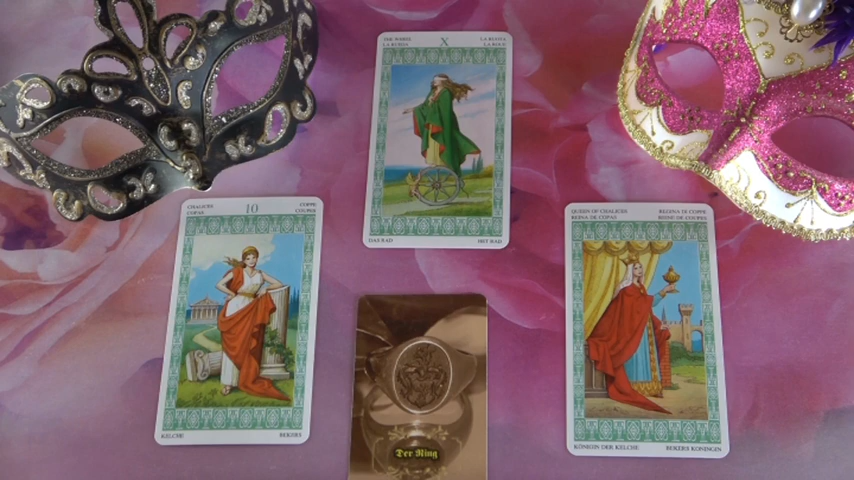 THE WHEEL
LA RUEDA
X
LA RUOTA
LA ROUE
DAS RAD
HET RAD
CHALICES
COPAS
10
COPPE
COUPES
KELCHE
BEKERS
QUEEN OF CHALICES
REINA DE COPAS
REGINA DI COPPE
REINE DE COUPES
KÖNIGIN DER KELCHE
BEKERS KONINGIN
Der Ring